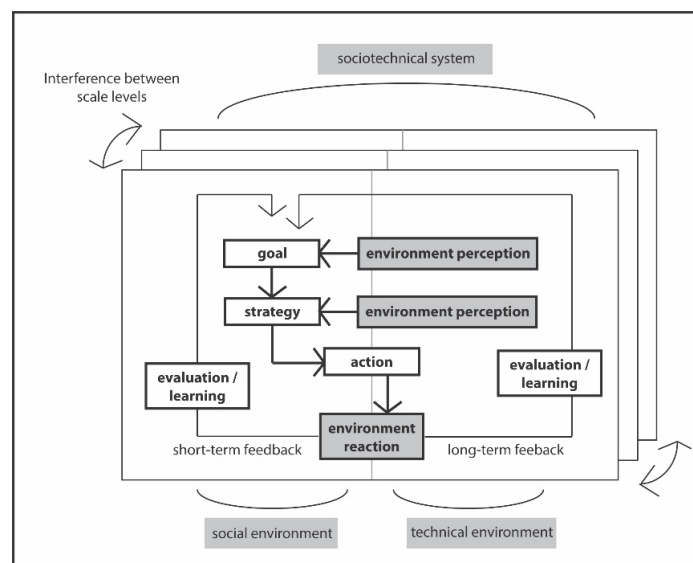 sociotechnical system
Interference between
scale levels
goal
environment perception
strategy
environment perception
action
evaluation /
learning
evaluation /
learning
environment
reaction
short-term feedback
long-term feeback
social environment
technical environment